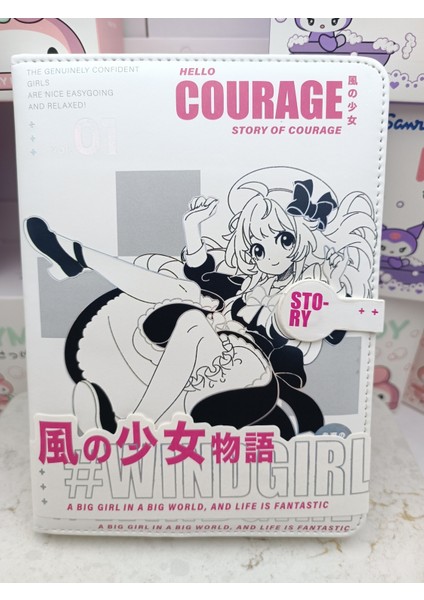 THE GENUINELY CONFIDENT
GIRLS
ARE NICE EASYGOING
AND RELAXED!
01
HELLO
COURAGE
STORY OF COURAGE
風の少女
STO-
RY
風の少女物語
#WINDGIRL
A BIG GIRL IN A BIG WORLD, AND LIFE IS FANTASTIC
A BIG GIRL IN A BIG WORLD, AND LIFE IS FANTASTIC